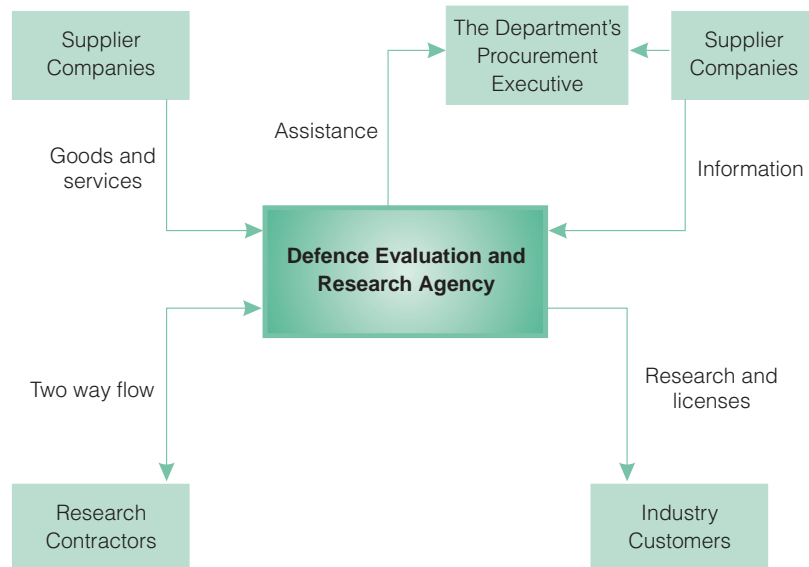 Supplier
Companies
The Department's
Procurement
Executive
Supplier
Companies
Assistance
Goods and
services
Information
Defence Evaluation and
Research Agency
Two way flow
Research and
licenses
Research
Contractors
Industry
Customers